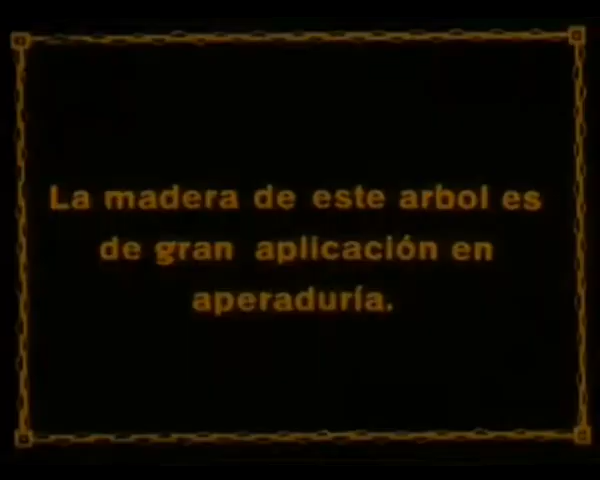 La madera de este arbol es
de gran aplicación en
aperaduría.